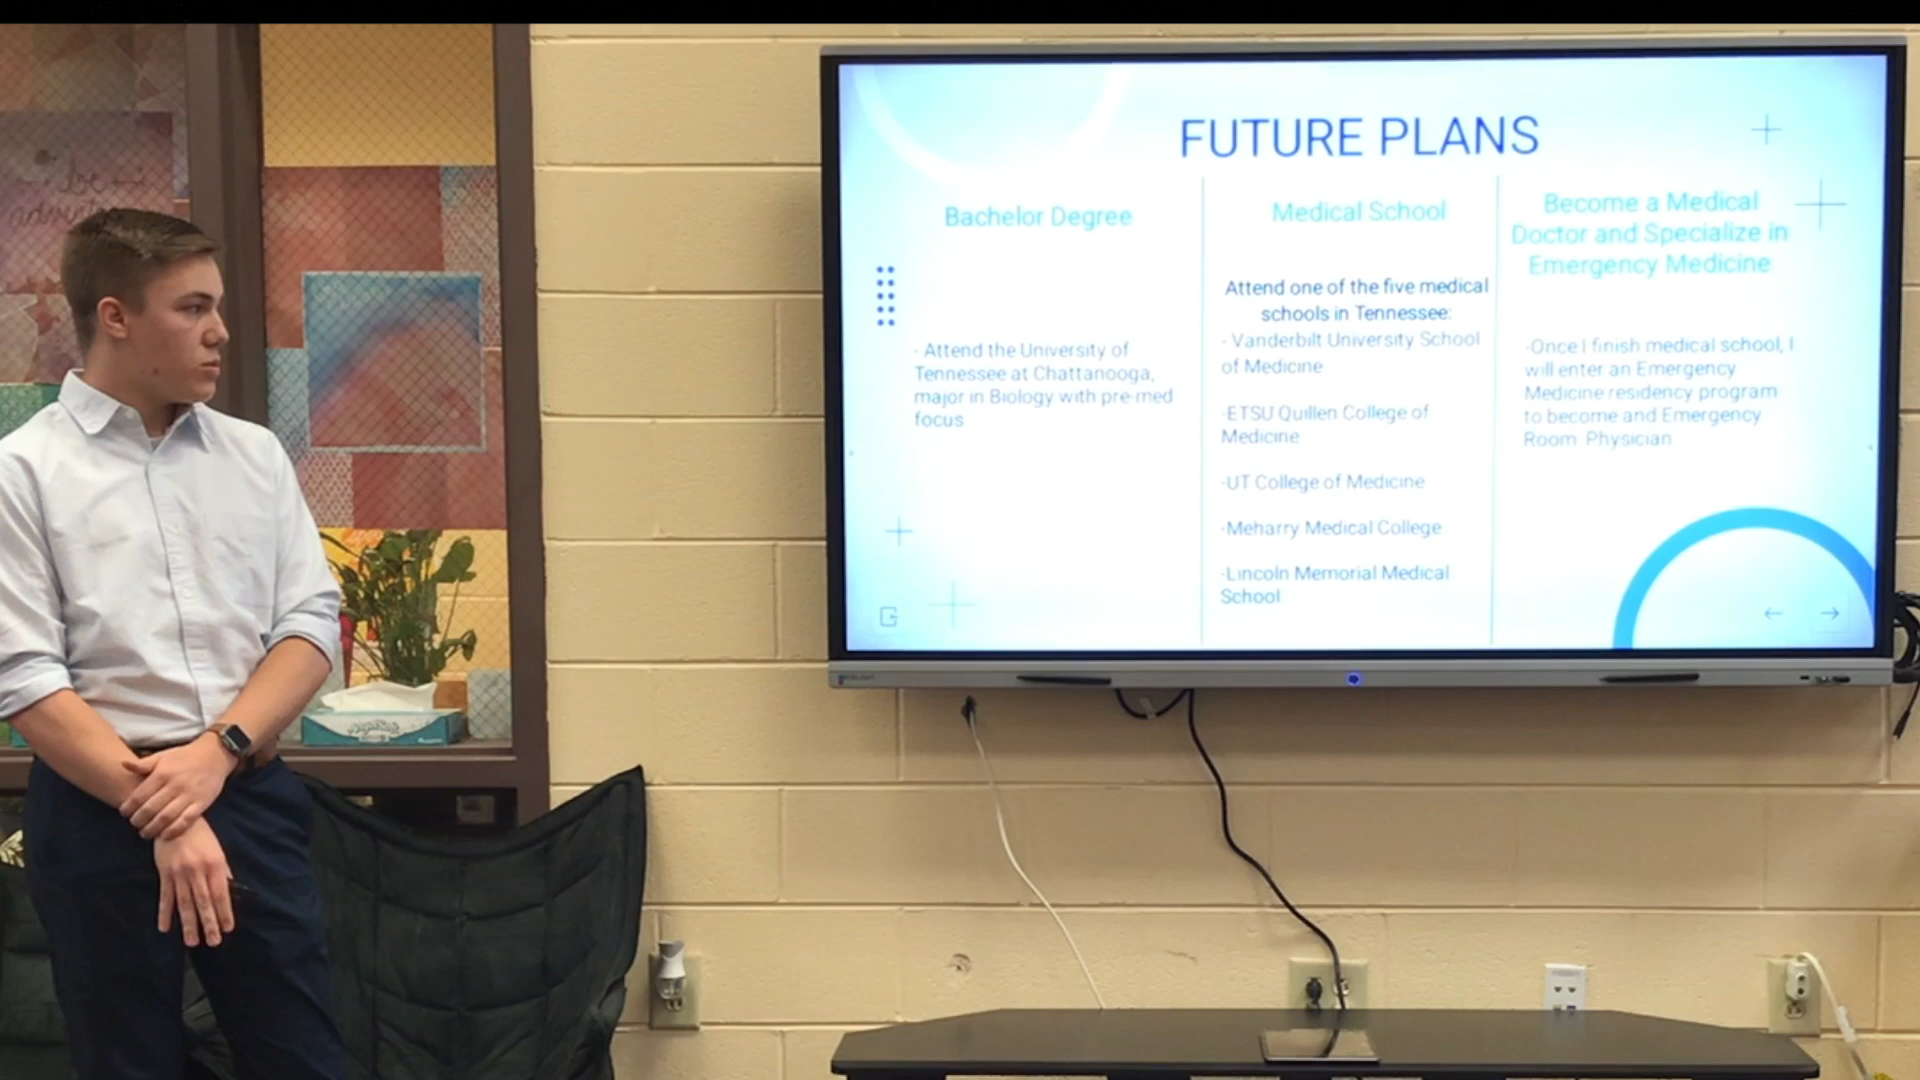 FUTURE PLANS
Bachelor Degree
- Attend the University of
Tennessee at Chattanooga,
major in Biology with pre-med
focus
Medical School
Attend one of the five medical
schools in Tennessee:
- Vanderbilt University School
of Medicine
-ETSU Quillen College of
Medicine
-UT College of Medicine
-Meharry Medical College
-Lincoln Memorial Medical
School
Become a Medical
Doctor and Specialize in
Emergency Medicine
-Once I finish medical school, I
will enter an Emergency
Medicine residency program
to become and Emergency
Room Physician